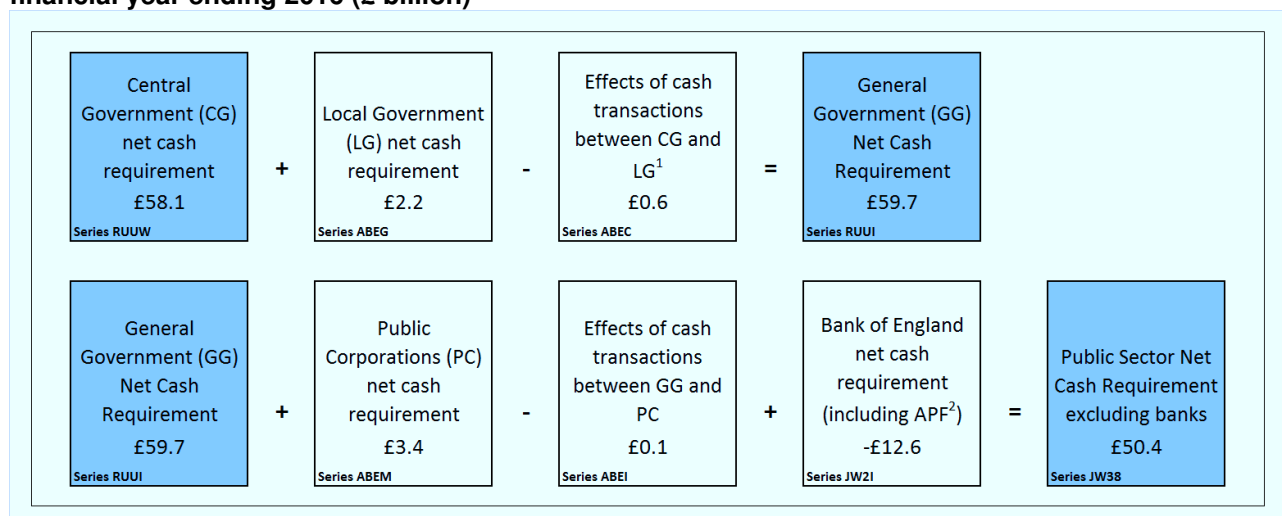 financial year ending (£ billion)
Central
Government (CG)
net cash
requirement
£58.1
Series RUUW
+
Local Government
(LG) net cash
requirement
£2.2
Series ABEG
-
Effects of cash
transactions
between CG and
LG1
£0.6
Series ABEC
=
General
Government (GG)
Net Cash
Requirement
£59.7
Series RUUI
General
Government (GG)
Net Cash
Requirement
£59.7
Series RUUI
+
Public
Corporations (PC)
net cash
requirement
£3.4
Series ABEM
-
Effects of cash
transactions
between GG and
PC
£0.1
Series ABEI
+
Bank of England
net cash
requirement
(including APF2)
-£12.6
Series JW2I
=
Public Sector Net
Cash Requirement
excluding banks
£50.4
Series JW38